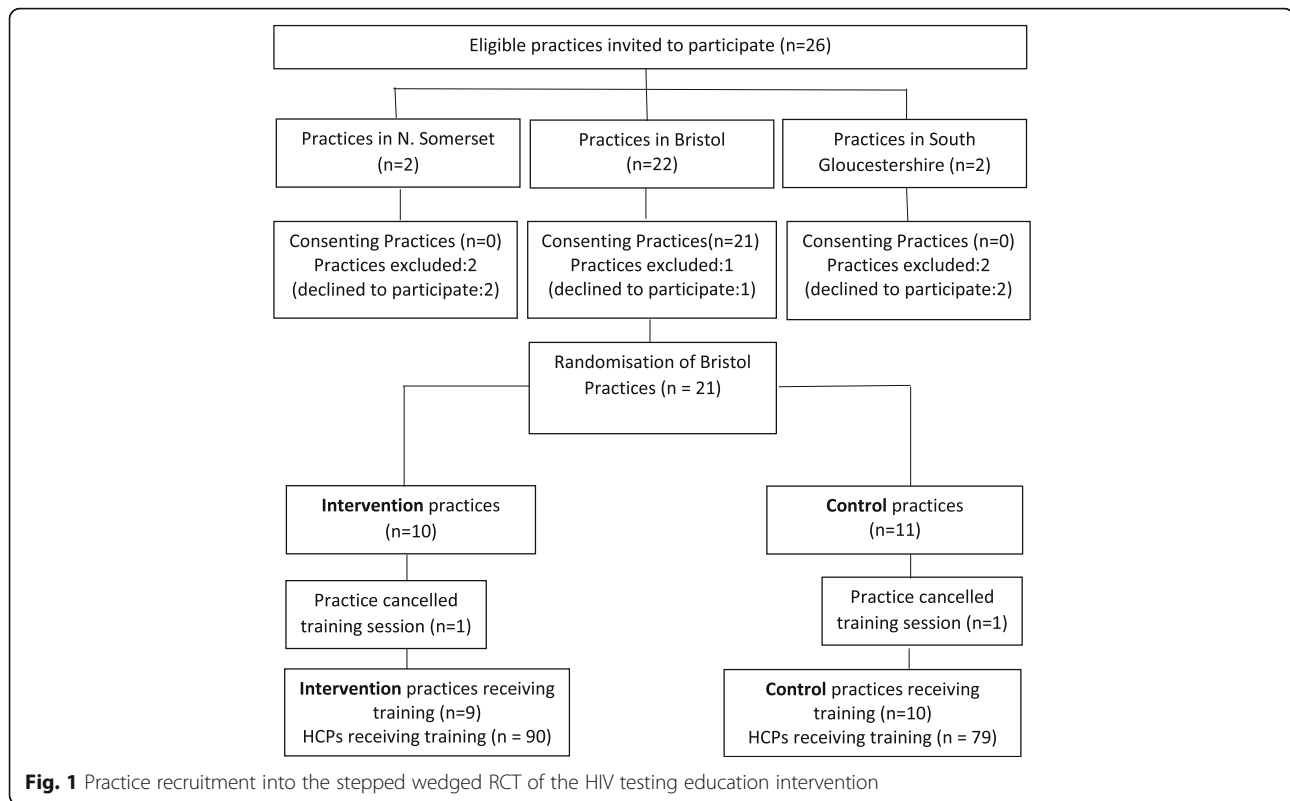 Eligible practices invited to participate (n=26)
Practices in N. Somerset
(n=2)
Practices in Bristol
(n=22)
Practices in South
Gloucestershire (n=2)
Consenting Practices (n=0)
Practices excluded:2
(declined to participate:2)
Consenting Practices(n=21)
Practices excluded:1
(declined to participate:1)
Consenting Practices (n=0)
Practices excluded:2
(declined to participate:2)
Randomisation of Bristol
Practices (n = 21)
Intervention practices
(n=10)
Control practices
(n=11)
Practice cancelled
training session (n=1)
Practice cancelled
training session (n=1)
Intervention practices receiving
training (n=9)
HCPs receiving training (n = 90)
Control practices receiving
training (n=10)
HCPs receiving training (n = 79)
Fig. 1 Practice recruitment into the stepped wedged RCT of the HIV testing education intervention